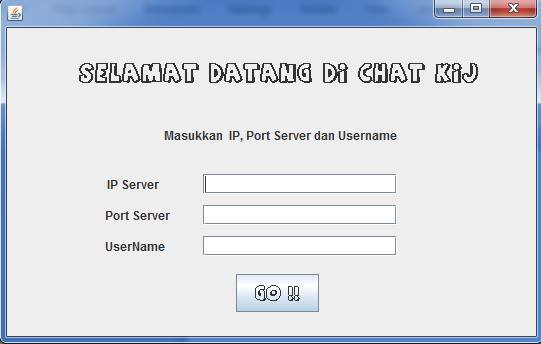 SELAMAT DATANG Di CHAT KiJ
Masukkan IP, Port Server dan Username
IP Server
Port Server
UserName
GO !!